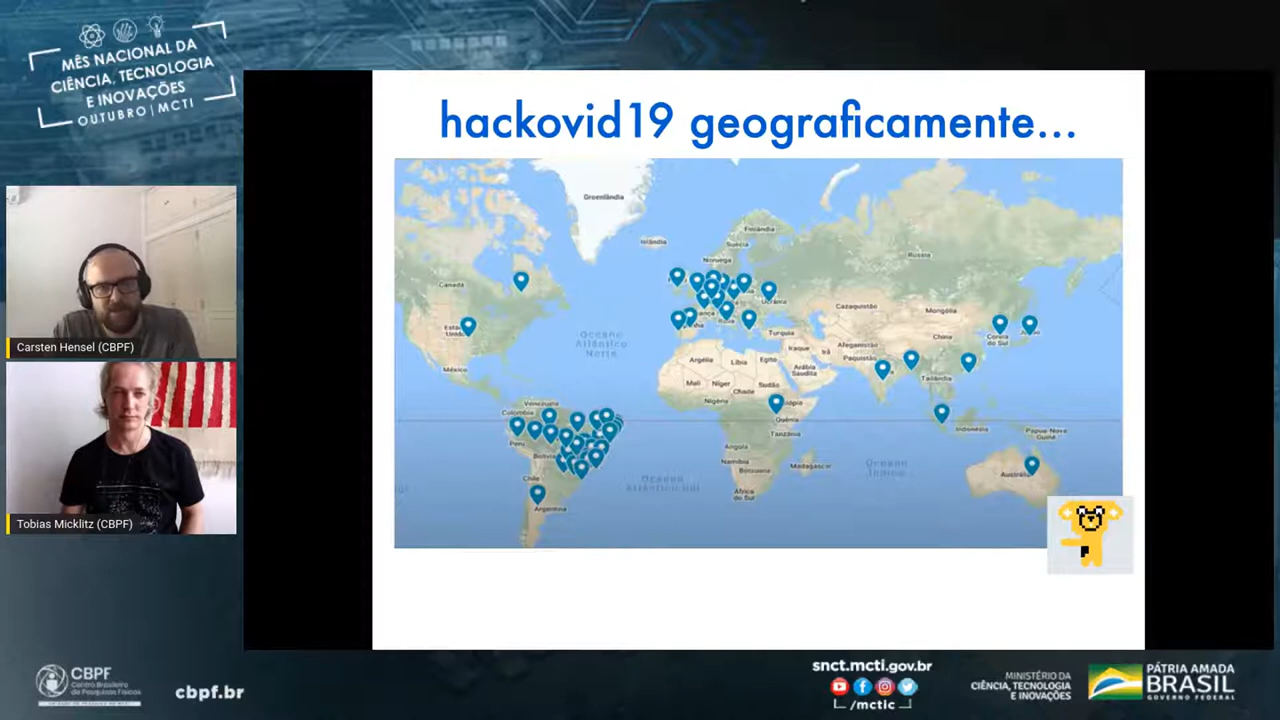 MÊS NACIONAL DA
CIÊNCIA, TECNOLOGIA
E INOVAÇÕES
OUTUBRO | MCTI
hackovid19 geograficamente...
Groenlândia
Islândia
Finlândia
Suécia
Noruega
Rússia
Canadá
Ucrânia
Cazaquistão
Mongólia
Turquia
China
Coreia
do Sul
Oceano
Atlântico
Norte
Afeganistão
Iraque
Irã
Paquistão
Argélia
Líbia
Egito
Arábia
Saudita
México
Mali
Níger
Chade
Sudão
Tailândia
Nigéria
Venezuela
Colômbia
Quênia
Indonésia
Papua-Nova
Guiné
Tanzânia
Peru
Angola
Bolívia
Namíbia
Botsuana
Madagascar
Oceano
Índico
Austrália
Chile
Oceano
Atlântico Sul
África
do Sul
Argentina
Carsten Hensel (CBPF)
Tobias Micklitz (CBPF)
CBPF
Centro Brasileiro
de Pesquisas Físicas
cbpf.br
snct.mcti.gov.br
/mctic
MINISTÉRIO DA
CIÊNCIA, TECNOLOGIA
E INOVAÇÕES
PÁTRIA AMADA
BRASIL
GOVERNO FEDERAL